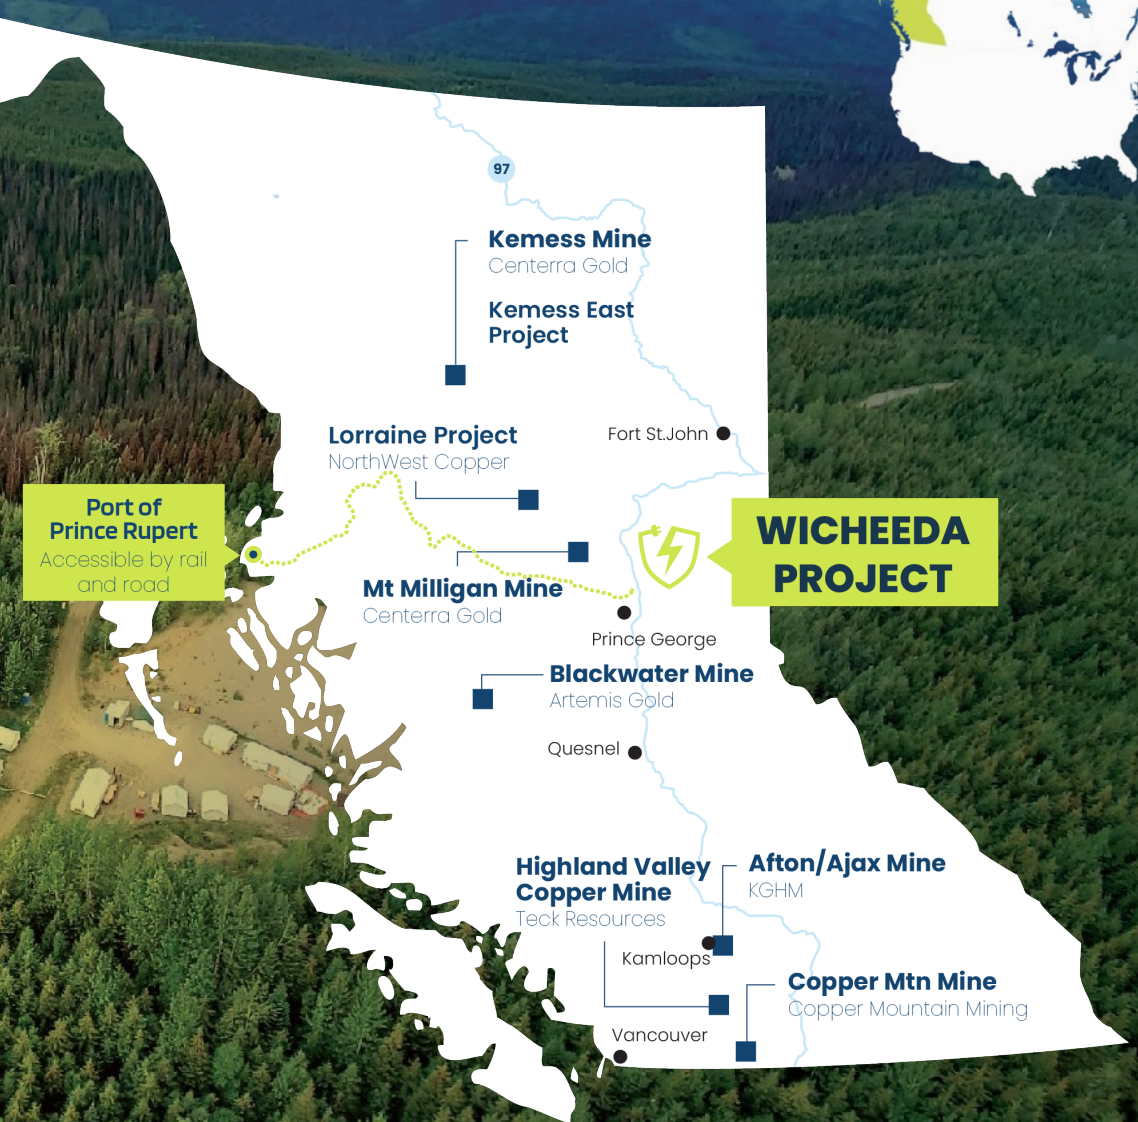 97
Kemess Mine
Centerra Gold
Kemess East
Project
Fort St.John
Lorraine Project
NorthWest Copper
Port of
Prince Rupert
Accessible by rail
and road
WICHEEDA
PROJECT
Mt Milligan Mine
Centerra Gold
Prince George
Blackwater Mine
Artemis Gold
Quesnel
Highland Valley
Copper Mine
Teck Resources
Afton/Ajax Mine
KGHM
Kamloops
Copper Mtn Mine
Copper Mountain Mining
Vancouver